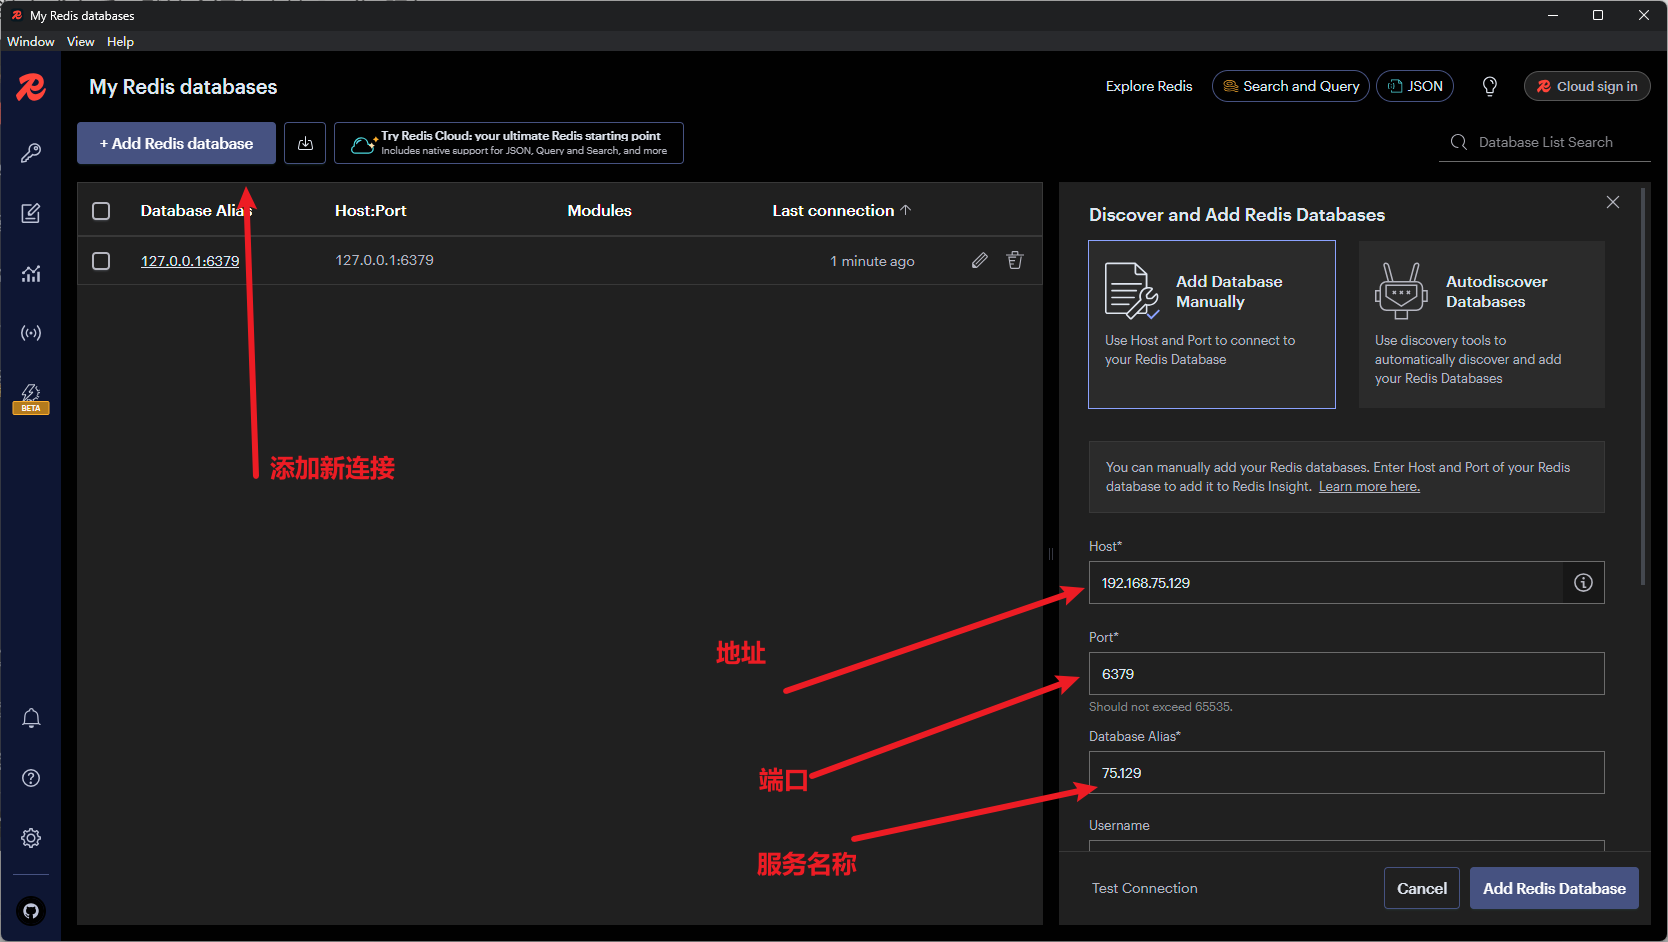 My Redis databases
Window View Help
My Redis databases
Explore Redis
Search and Query
JSON
Cloud sign in
+ Add Redis database
Try Redis Cloud: your ultimate Redis starting point
Includes native support for JSON, Query and Search, and more
Database List Search
Database Alias
Host:Port
Modules
Last connection
127.0.0.1:6379
127.0.0.1:6379
1 minute ago
BETA
添加新连接
地址
端口
服务名称
Discover and Add Redis Databases
Add Database
Manually
Use Host and Port to connect to
your Redis Database
Autodiscover
Databases
Use discovery tools to
automatically discover and add
your Redis Databases
You can manually add your Redis databases. Enter Host and Port of your Redis
database to add it to Redis Insight. Learn more here.
Host*
192.168.75.129
Port*
6379
Should not exceed 65535.
Database Alias*
75.129
Username
Test Connection
Cancel
Add Redis Database